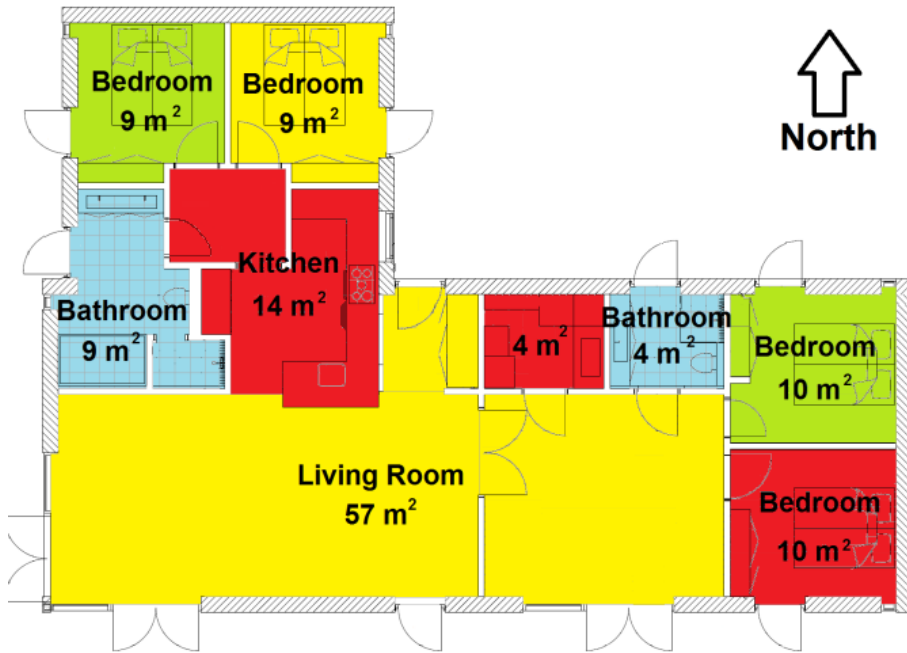 Bedroom
9 m²
Bedroom
9 m²
North
Kitchen
14 m²
Bathroom
9 m²
4 m²
Bathroom
4 m²
Bedroom
10 m²
Living Room
57 m²
Bedroom
10 m²